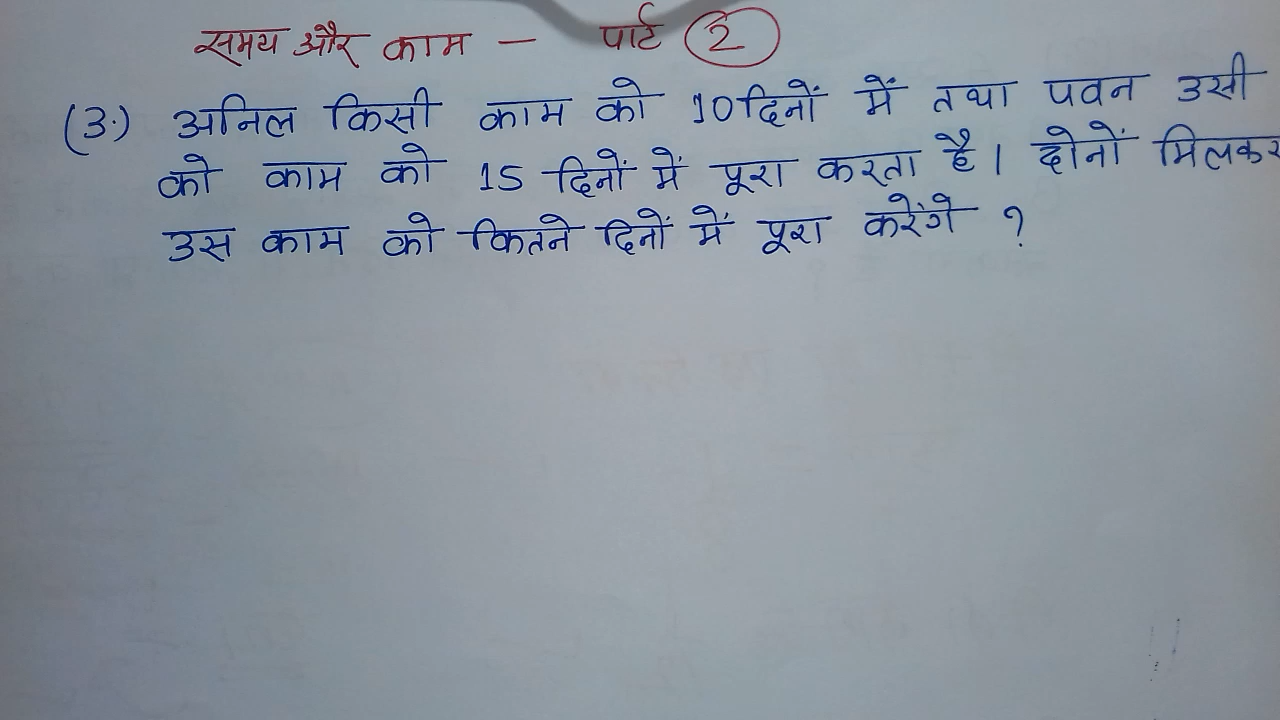 समय और काम - पार्ट (2)
(3.) अनिल किसी काम को 10 दिनों में तथा पवन उसी
को काम को 15 दिनों में पूरा करता है। दोनों मिलकर
उस काम को कितने दिनों में पूरा करेंगे ?